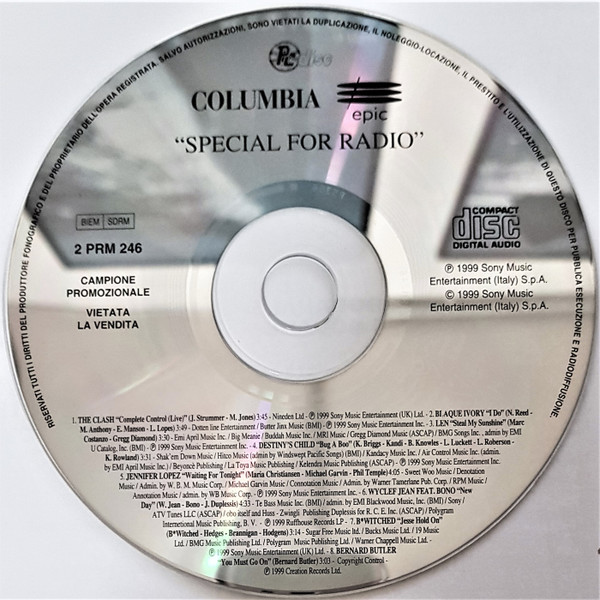 RISERVATI TUTTI I DIRITTI DEL PRODUTTORE FONOGRAFICO E DEL PROPRIETARIO DELL'OPERA REGISTRATA. SALVO AUTORIZZAZIONI, SONO VIETATI LA DUPLICAZIONE, IL NOLEGGIO-LOCAZIONE, IL PRESTITO E L'UTILIZZAZIONE DI QUESTO DISCO PER PUBBLICA ESECUZIONE E RADIODIFFUSIONE.
disc
COLUMBIA
epic
“SPECIAL FOR RADIO”
BIEM SDRM
2 PRM 246
CAMPIONE
PROMOZIONALE
VIETATA
LA VENDITA
COMPACT
disc
DIGITAL AUDIO
℗ 1999 Sony Music
Entertainment (Italy) S.p.A.
© 1999 Sony Music
Entertainment (Italy) S.p.A.
1. THE CLASH “Complete Control (Live)” (J. Strummer - M. Jones) 3:45 - Nineden Ltd - ℗ 1999 Sony Music Entertainment (UK) Ltd. - 2. BLAQUE IVORY “I Do” (N. Reed -
M. Anthony - E. Manson - L. Lopes) 3:49 - Dotten line Entertainment / Butter Jinx Music (BMI) - ℗ 1999 Sony Music Entertainment Inc. - 3. LEN “Steal My Sunshine” (Marc
Costanzo - Gregg Diamond) 3:30 - Emi April Music Inc / Big Meanie / Buddah Music Inc / MRI Music / Gregg Diamond Music (ASCAP) / BMG Songs Inc., admin by EMI
U Catalog, Inc. (BMI) - ℗ 1999 Sony Music Entertainment Inc. - 4. DESTINY'S CHILD “Bug A Boo” (K. Briggs - Kandi - B. Knowles - L. Luckett - L. Roberson -
K. Rowland) 3:31 - Shak'em Down Music / Hitco Music (admin by Windswept Pacific Songs) (BMI) / Kandacy Music Inc / Air Control Music Inc. (admin.
by EMI April Music Inc.) / Beyoncé Publishing / La Toya Music Publishing / Kelendra Music Publishing (ASCAP) - ℗ 1999 Sony Music Entertainment Inc. -
5. JENNIFER LOPEZ “Waiting For Tonight” (Maria Christiansen - Michael Garvin - Phil Temple) 4:05 - Sweet Woo Music / Denotation
Music / Admin. by W. B. M. Music Corp. / Michael Garvin Music / Connotation Music / Admin. by Warner Tamerlane Pub. Corp. / RPM Music /
Annotation Music / admin. by WB Music Corp. - ℗ 1999 Sony Music Entertainment Inc. - 6. WYCLEF JEAN FEAT. BONO “New
Day” (W. Jean - Bono - J. Duplessis) 4:33 - Te Bass Music Inc. (BMI) / admin. by EMI Blackwood Music Inc. (BMI) / Sony /
ATV Tunes LLC (ASCAP) / obo itself and Huss - Zwingli Publishing Duplessis for R. C. E. Inc. (ASCAP) / Polygram
International Music Publishing, B. V. - ℗ 1999 Ruffhouse Records LP - 7. B*WITCHED “Jesse Hold On”
(B*Witched - Hedges - Brannigan - Hodgens) 3:14 - Sugar Free Music ltd. / Bucks Music Ltd. / 19 Music
Ltd. / BMG Music Publishing Ltd. / Polygram Music Publishing Ltd. / Warner Chappell Music Ltd. -
℗ 1999 Sony Music Entertainment (UK) Ltd - 8. BERNARD BUTLER
“You Must Go On” (Bernard Butler) 3:03 - Copyright Control -
℗ 1999 Creation Records Ltd.